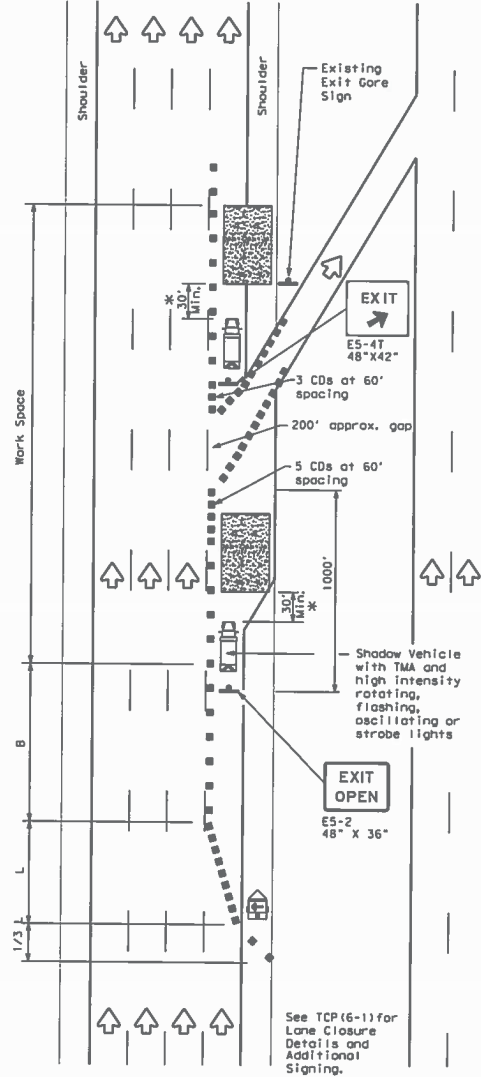 Shoulder
Shoulder
Existing
Exit Gore
Sign
EXIT
E5-4T
48"X42"
*
30'
Min.
3 CDs at 60'
spacing
200' approx. gap
Work Space
5 CDs at 60'
spacing
1000'
30'
Min.
*
Shadow Vehicle
with TMA and
high intensity
rotating,
flashing,
oscillating or
strobe lights
B
EXIT
OPEN
E5-2
48" X 36"
L
1/3 L
See TCP(6-1)for
Lane Closure
Details and
Additional
Signing.